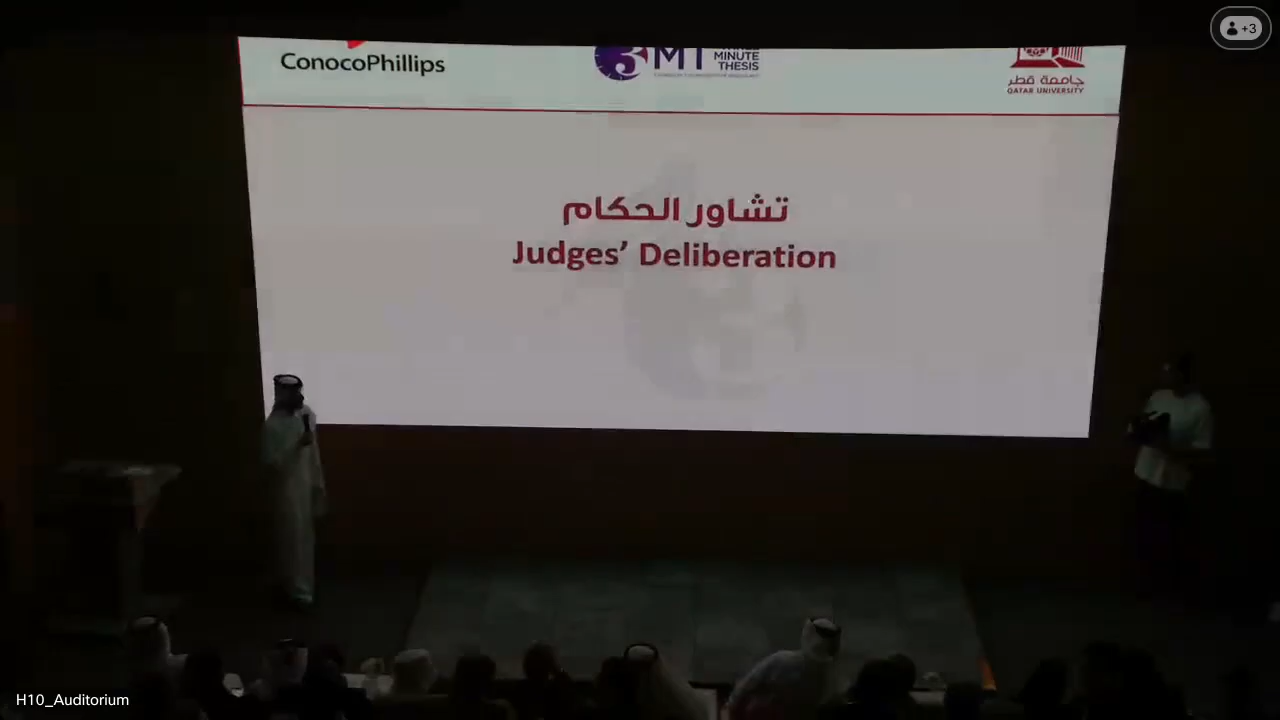 +3
ConocoPhillips
3MT
MINUTE
THESIS
جامعة قطر
QATAR UNIVERSITY
تشاور الحكام
Judges’ Deliberation
H10_Auditorium